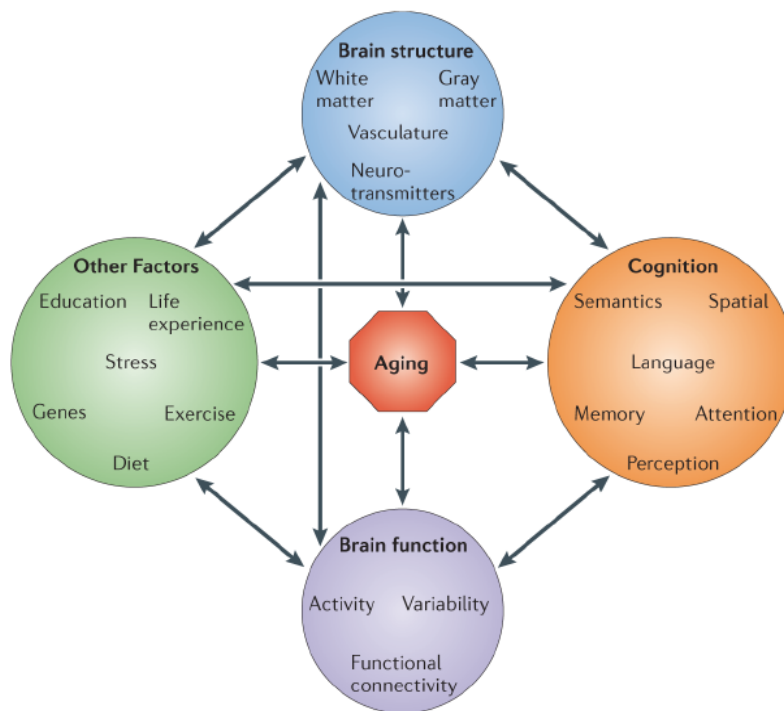 Brain structure
White
matter
Gray
matter
Vasculature
Neuro-
transmitters
Other Factors
Education
Life
experience
Stress
Genes
Exercise
Diet
Aging
Cognition
Semantics
Spatial
Language
Memory
Attention
Perception
Brain function
Activity
Variability
Functional
connectivity